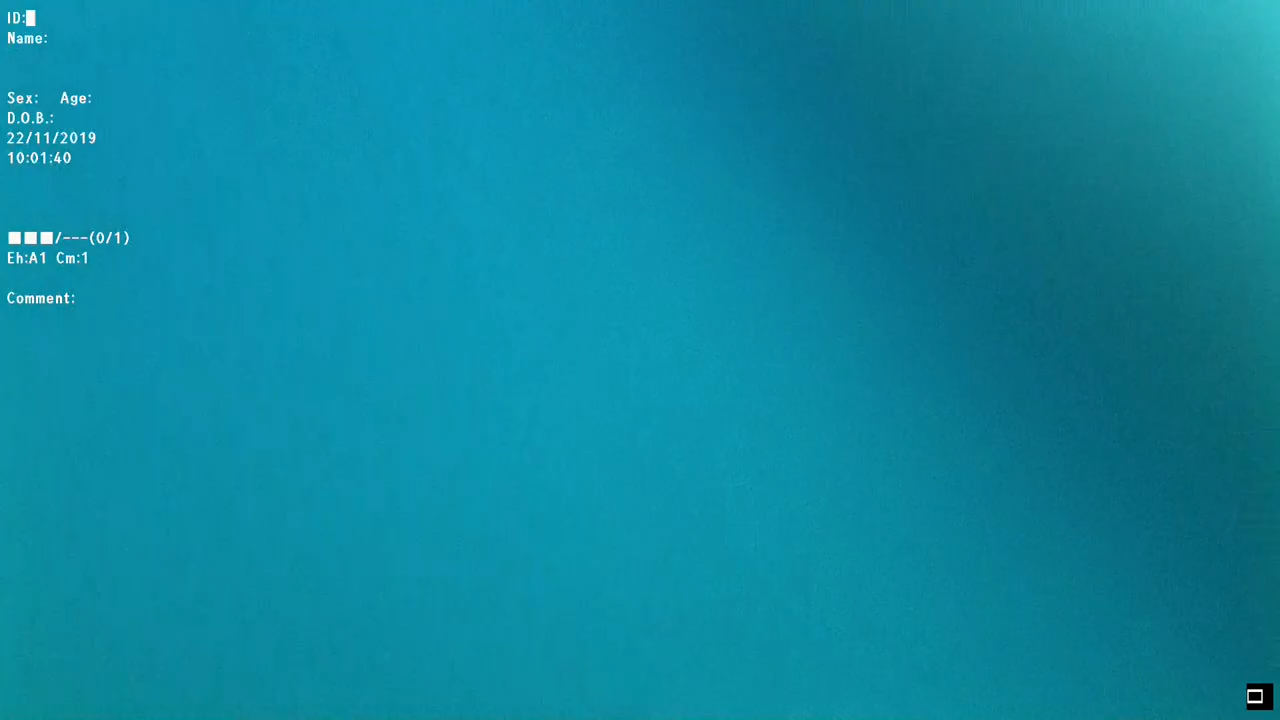 ID:
Name:
Sex: Age:
D.O.B.:
22/11/2019
10:01:40
■■■/---(0/1)
Eh:A1 Cm:1
Comment: